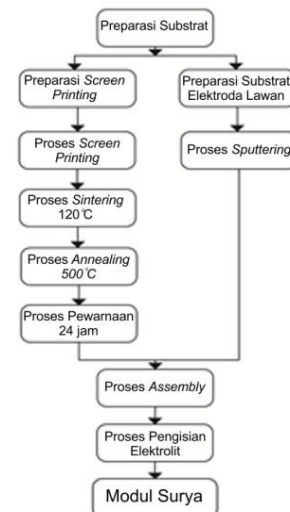 Preparasi Substrat
Preparasi Screen
Printing
Preparasi Substrat
Elektroda Lawan
Proses Screen
Printing
Proses Sputtering
Proses Sintering
120°C
Proses Annealing
500°C
Proses Pewarnaan
24 jam
Proses Assembly
Proses Pengisian
Elektrolit
Modul Surya